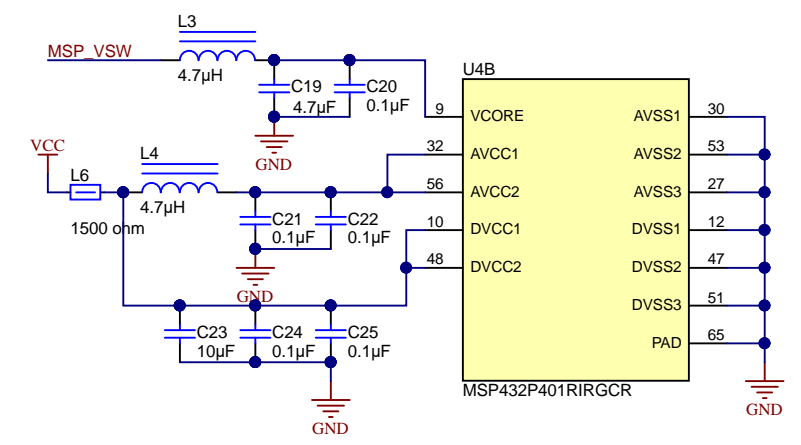 L3
MSP_VSW
4.7µH
C19
4.7µF
C20
0.1µF
GND
VCC
L6
1500 ohm
L4
4.7µH
C21
0.1µF
C22
0.1µF
GND
C23
10µF
C24
0.1µF
C25
0.1µF
GND
U4B
9 VCORE AVSS1 30
32 AVCC1 AVSS2 53
56 AVCC2 AVSS3 27
10 DVCC1 DVSS1 12
48 DVCC2 DVSS2 47
DVSS3 51
PAD 65
MSP432P401RIRGCR
GND